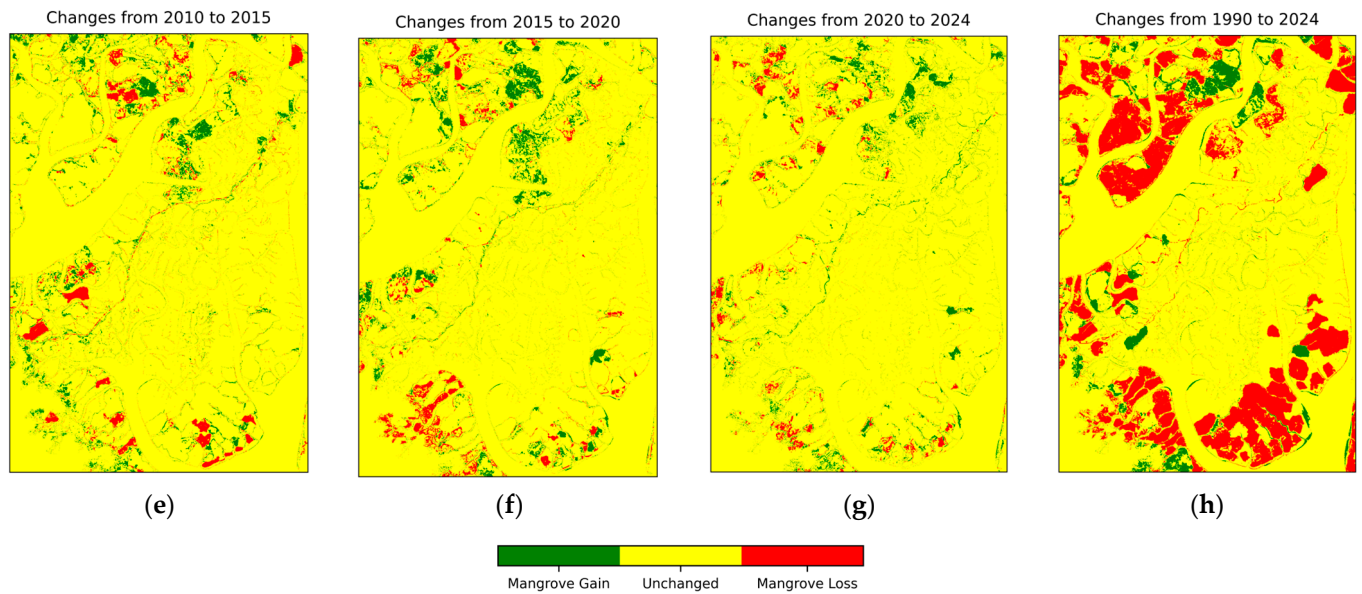 Changes from 2010 to 2015
Changes from 2015 to 2020
Changes from 2020 to 2024
Changes from 1990 to 2024
(e)
(f)
(g)
(h)
Mangrove Gain
Unchanged
Mangrove Loss